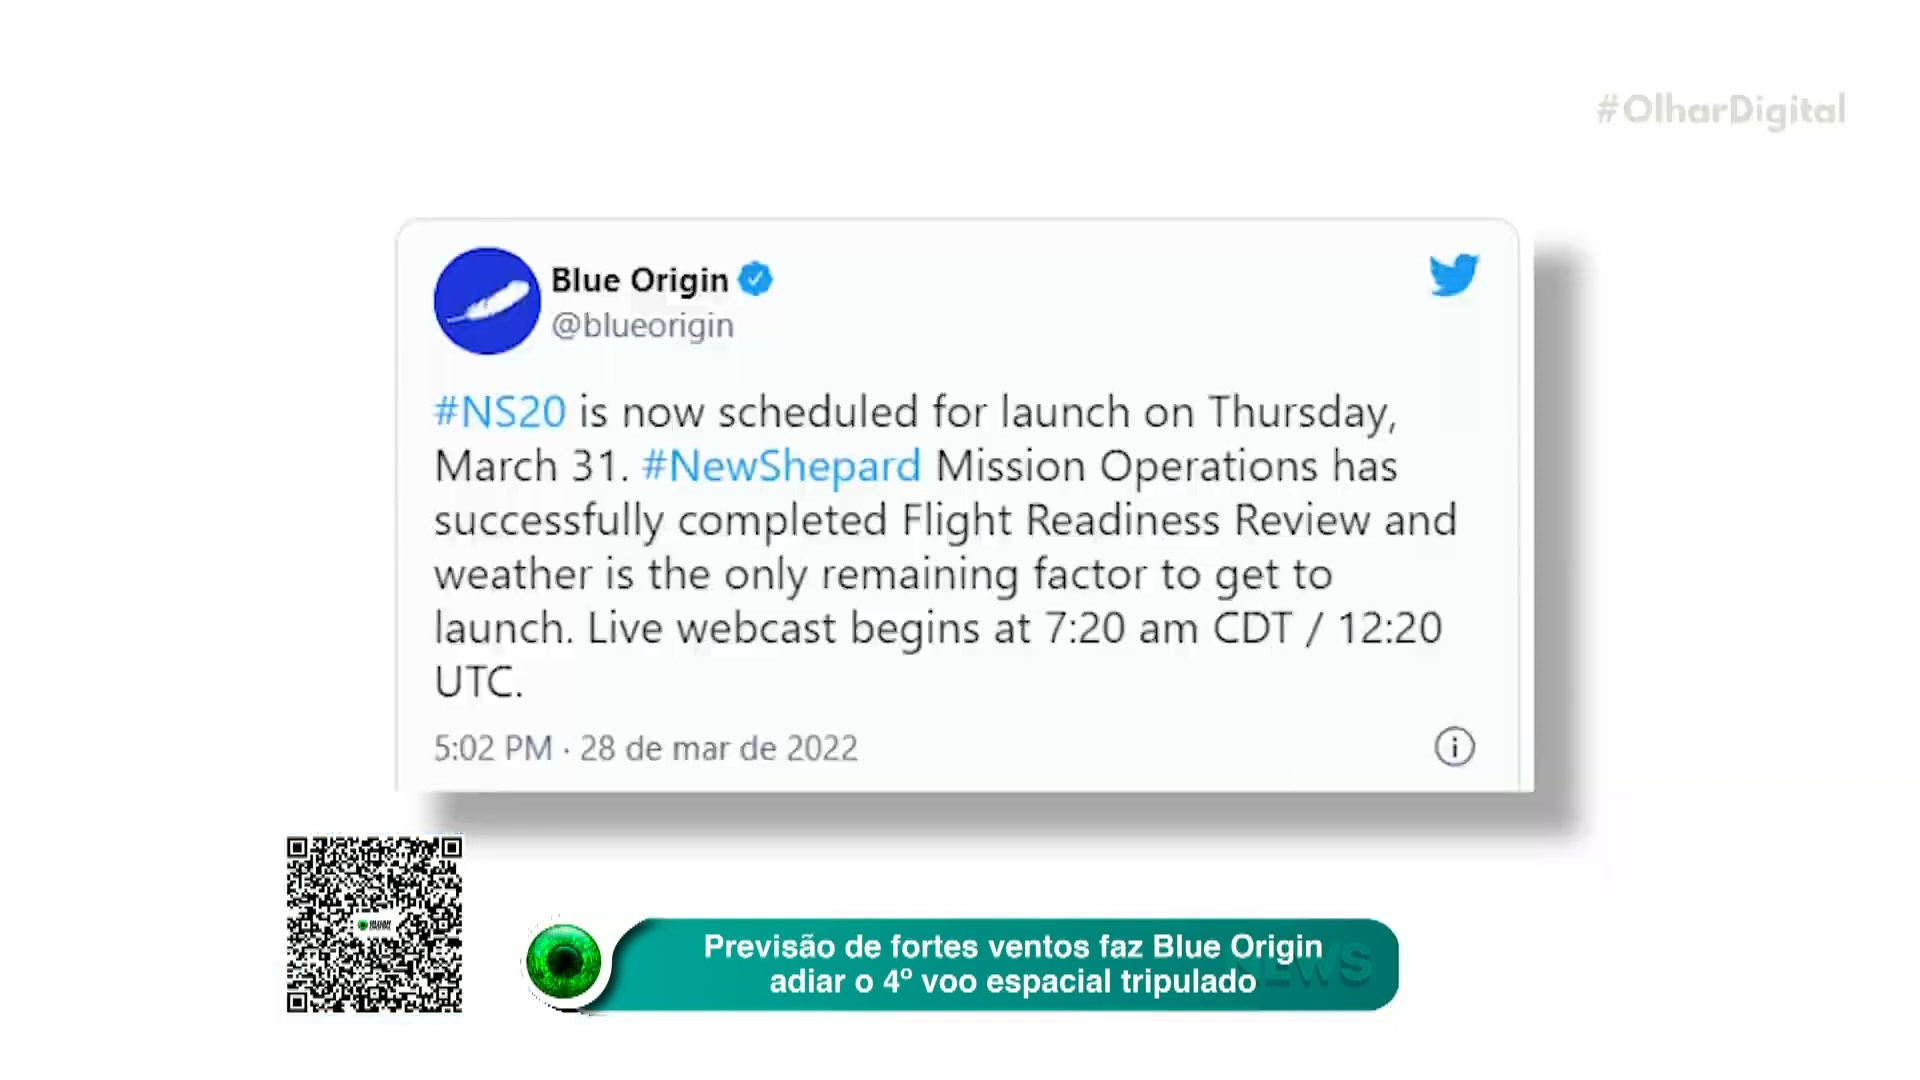 #OlharDigital
Blue Origin
@blueorigin
#NS20 is now scheduled for launch on Thursday,
March 31. #NewShepard Mission Operations has
successfully completed Flight Readiness Review and
weather is the only remaining factor to get to
launch. Live webcast begins at 7:20 am CDT / 12:20
UTC.
5:02 PM · 28 de mar de 2022
Previsão de fortes ventos faz Blue Origin
adiar o 4º voo espacial tripulado
NEWS